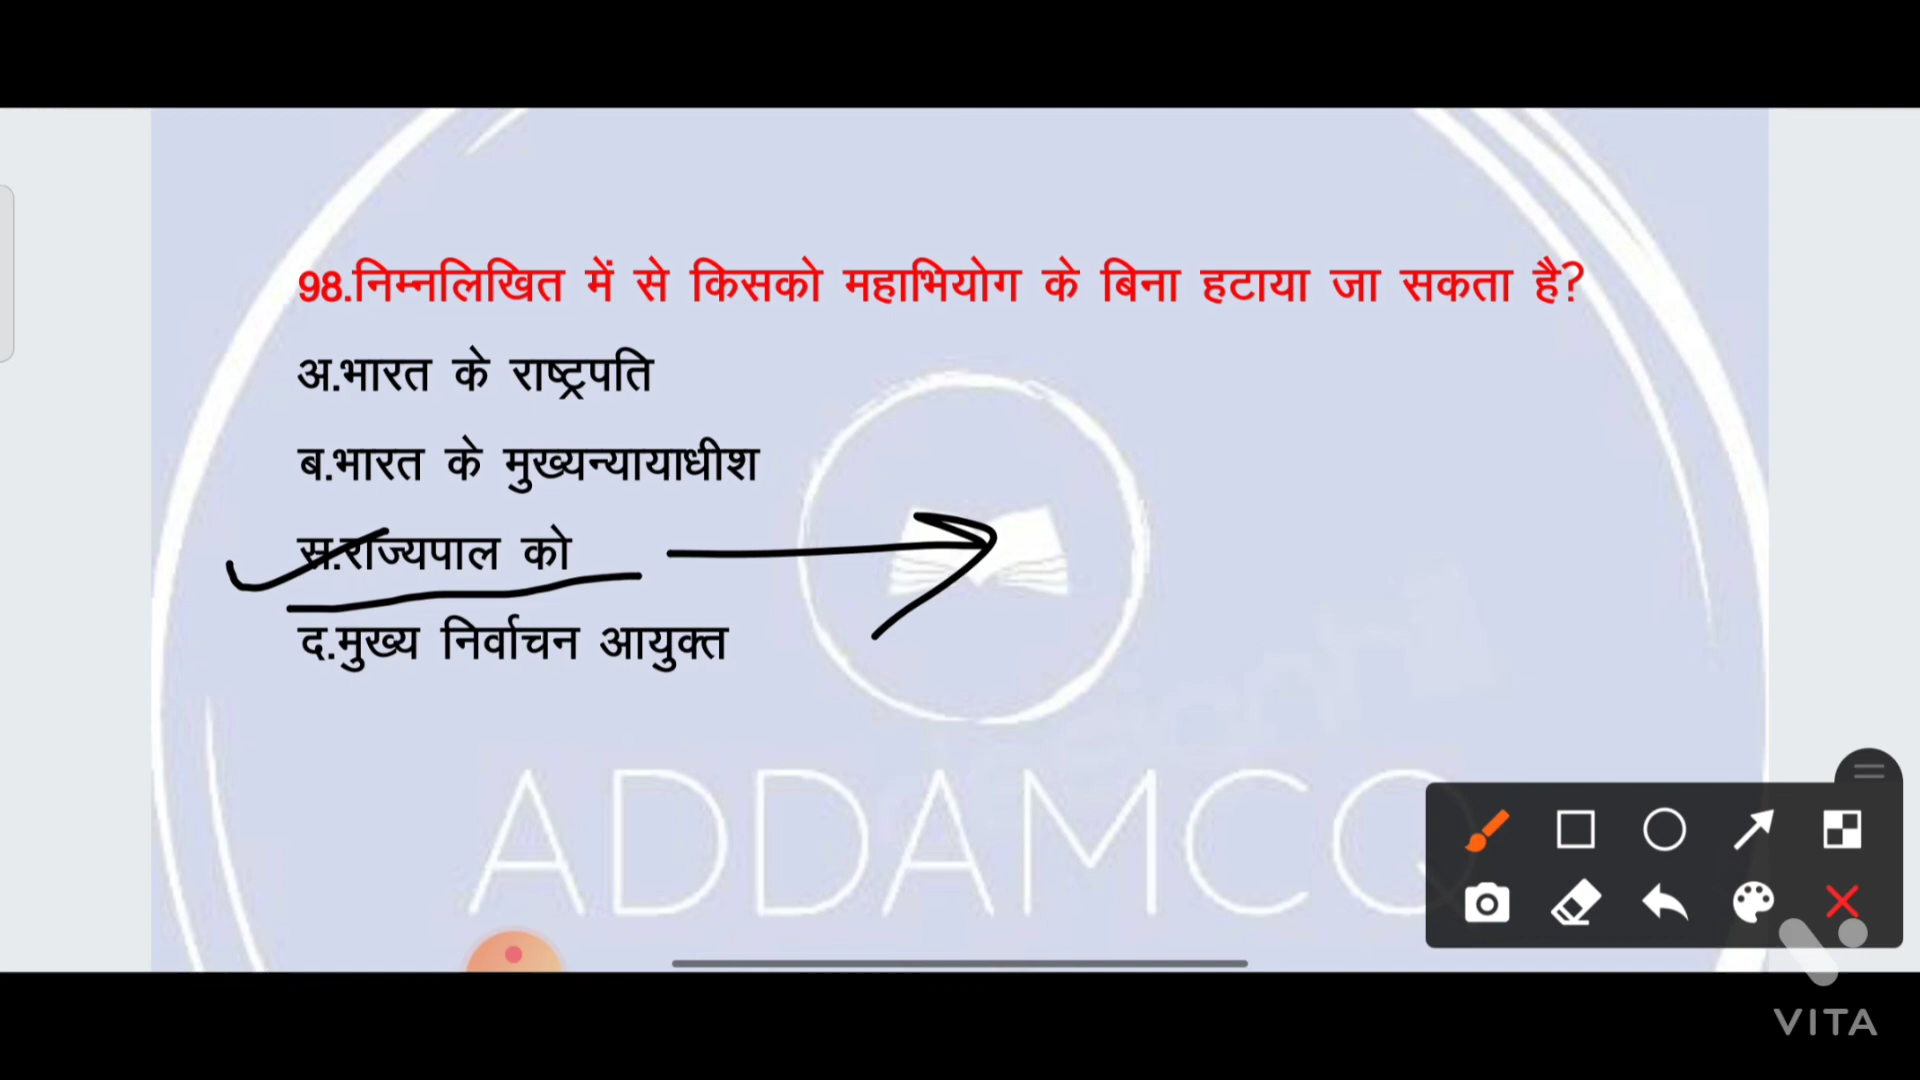 98.निम्नलिखित में से किसको महाभियोग के बिना हटाया जा सकता है?
अ.भारत के राष्ट्रपति
ब.भारत के मुख्यन्यायाधीश
स.राज्यपाल को
द.मुख्य निर्वाचन आयुक्त
ADDAMCQ
VITA